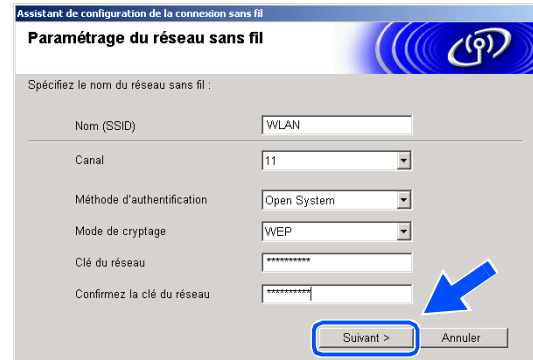 Assistant de configuration de la connexion sans fil
Paramétrage du réseau sans fil
Spécifiez le nom du réseau sans fil :
Nom (SSID) WLAN
Canal 11
Méthode d'authentification Open System
Mode de cryptage WEP
Clé du réseau **********
Confirmez la clé du réseau **********
Suivant > Annuler